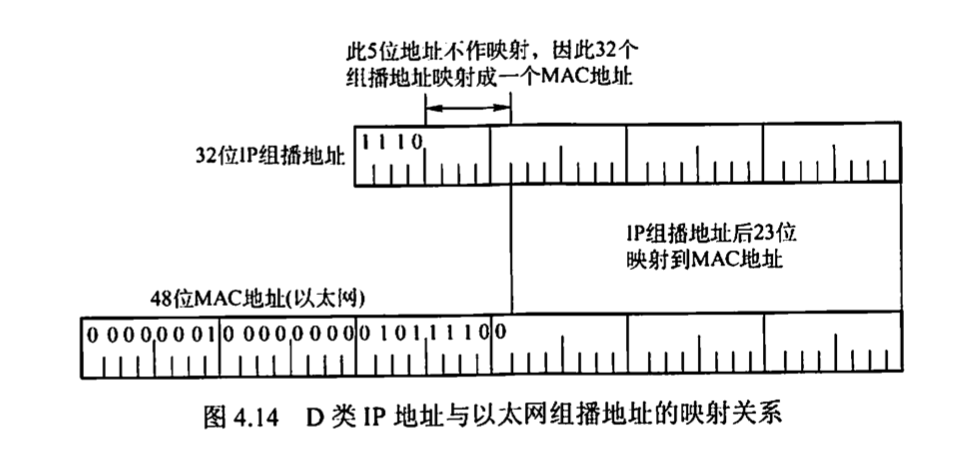 此5位地址不作映射，因此32个
组播地址映射成一个MAC地址
1 1 1 0
32位IP组播地址
IP组播地址后23位
映射到MAC地址
48位MAC地址(以太网)
0 0 0 0 0 0 0 1 0 0 0 0 0 0 0 0 0 1 0 1 1 1 1 0 0
图 4.14 D 类 IP 地址与以太网组播地址的映射关系